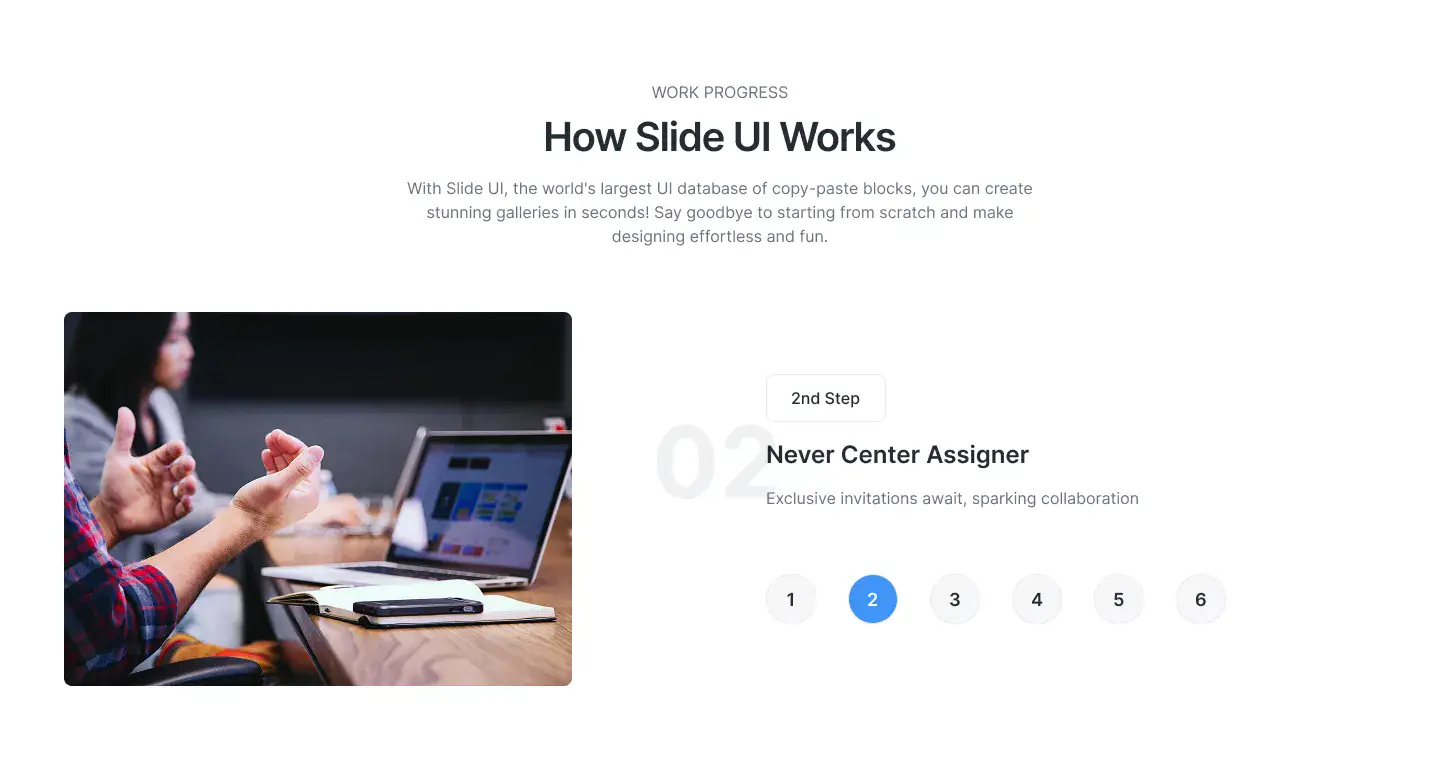 WORK PROGRESS
How Slide UI Works
With Slide UI, the world's largest UI database of copy-paste blocks, you can create
stunning galleries in seconds! Say goodbye to starting from scratch and make
designing effortless and fun.
2nd Step
02
Never Center Assigner
Exclusive invitations await, sparking collaboration
1 2 3 4 5 6